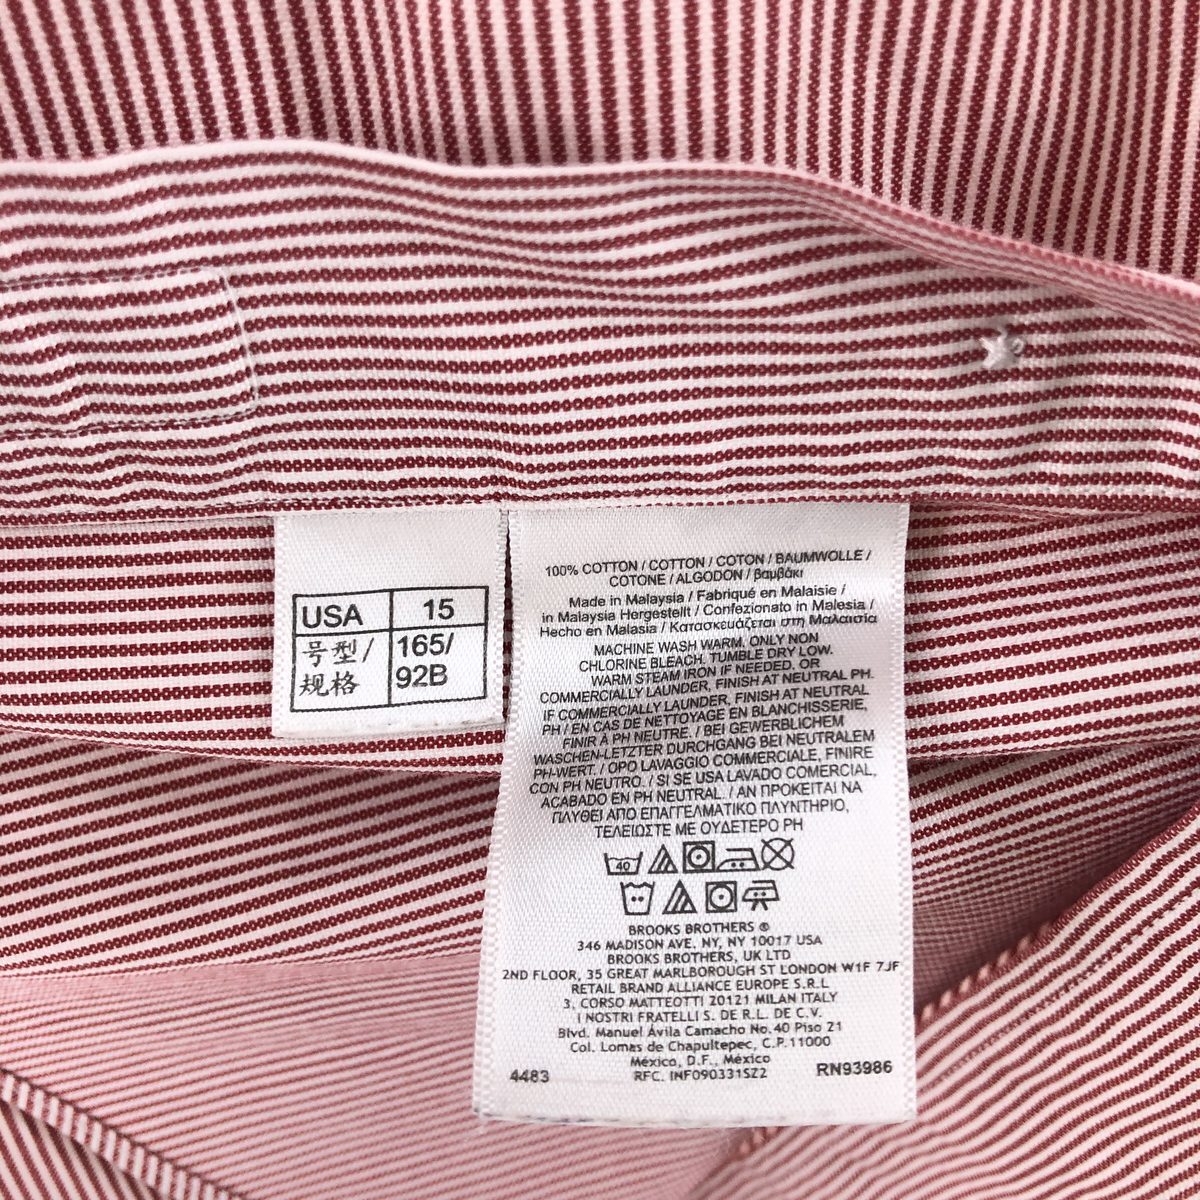 USA 15
号型/ 165/
规格 92B
100% COTTON / COTTON / COTON / BAUMWOLLE /
COTONE / ALGODON / βαμβάκι
Made in Malaysia / Fabriqué en Malaisie /
in Malaysia Hergestellt / Confezionato in Malesia /
Hecho en Malasia / Κατασκευάζεται στη Μαλαισία
MACHINE WASH WARM, ONLY NON
CHLORINE BLEACH. TUMBLE DRY LOW.
WARM STEAM IRON IF NEEDED, OR
COMMERCIALLY LAUNDER, FINISH AT NEUTRAL PH.
IF COMMERCIALLY LAUNDER, FINISH AT NEUTRAL
PH / EN CAS DE NETTOYAGE EN BLANCHISSERIE,
FINIR À PH NEUTRE. / BEI GEWERBLICHEM
WASCHEN-LETZTER DURCHGANG BEI NEUTRALEM
PH-WERT. / OPO LAVAGGIO COMMERCIALE, FINIRE
CON PH NEUTRO. / SI SE USA LAVADO COMERCIAL,
ACABADO EN PH NEUTRAL. / ΑΝ ΠΡΟΚΕΙΤΑΙ ΝΑ
ΠΛΥΘΕΙ ΑΠΟ ΕΠΑΓΓΕΛΜΑΤΙΚΟ ΠΛΥΝΤΗΡΙΟ,
ΤΕΛΕΙΩΣΤΕ ΜΕ ΟΥΔΕΤΕΡΟ PH
40
BROOKS BROTHERS ®
346 MADISON AVE. NY, NY 10017 USA
BROOKS BROTHERS, UK LTD
2ND FLOOR, 35 GREAT MARLBOROUGH ST LONDON W1F 7JF
RETAIL BRAND ALLIANCE EUROPE S.R.L
3, CORSO MATTEOTTI 20121 MILAN ITALY
I NOSTRI FRATELLI S. DE R.L. DE C.V.
Blvd. Manuel Ávila Camacho No.40 Piso 21
Col. Lomas de Chapultepec, C.P.11000
México, D.F., México
4483 RFC. INF090331SZ2 RN93986